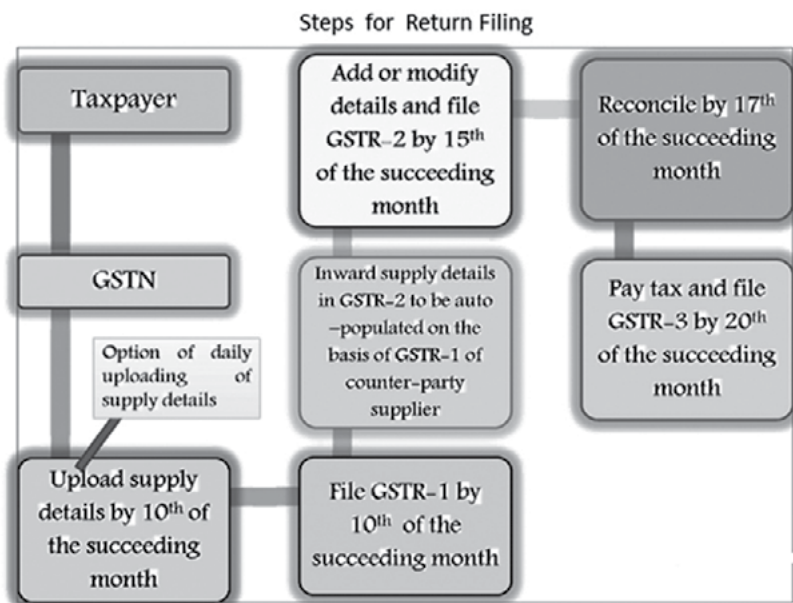 Steps for Return Filing
Taxpayer
GSTN
Option of daily
uploading of
supply details
Upload supply
details by 10th of
the succeeding
month
File GSTR-1 by
10th of the
succeeding month
Inward supply details
in GSTR-2 to be auto
-populated on the
basis of GSTR-1 of
counter-party
supplier
Add or modify
details and file
GSTR-2 by 15th
of the succeeding
month
Reconcile by 17th
of the succeeding
month
Pay tax and file
GSTR-3 by 20th
of the succeeding
month